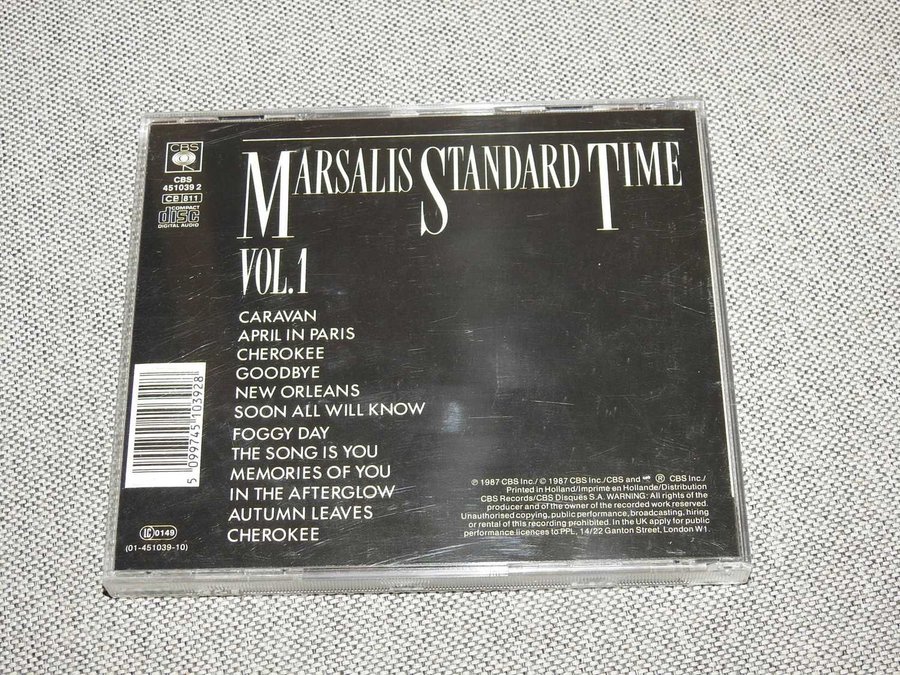 CBS
CBS
451039 2
CB 811
COMPACT
disc
DIGITAL AUDIO
MARSALIS STANDARD TIME
VOL.1
CARAVAN
APRIL IN PARIS
CHEROKEE
GOODBYE
NEW ORLEANS
SOON ALL WILL KNOW
FOGGY DAY
THE SONG IS YOU
MEMORIES OF YOU
IN THE AFTERGLOW
AUTUMN LEAVES
CHEROKEE
5 099745 103928
LC 0149
(01-451039-10)
℗ 1987 CBS Inc./ © 1987 CBS Inc./CBS and ® CBS Inc./
Printed in Holland/Imprime en Hollande/Distribution
CBS Records/CBS Disques S.A. WARNING: All rights of the
producer and of the owner of the recorded work reserved.
Unauthorised copying, public performance, broadcasting, hiring
or rental of this recording prohibited. In the UK apply for public
performance licences to PPL, 14/22 Ganton Street, London W1.